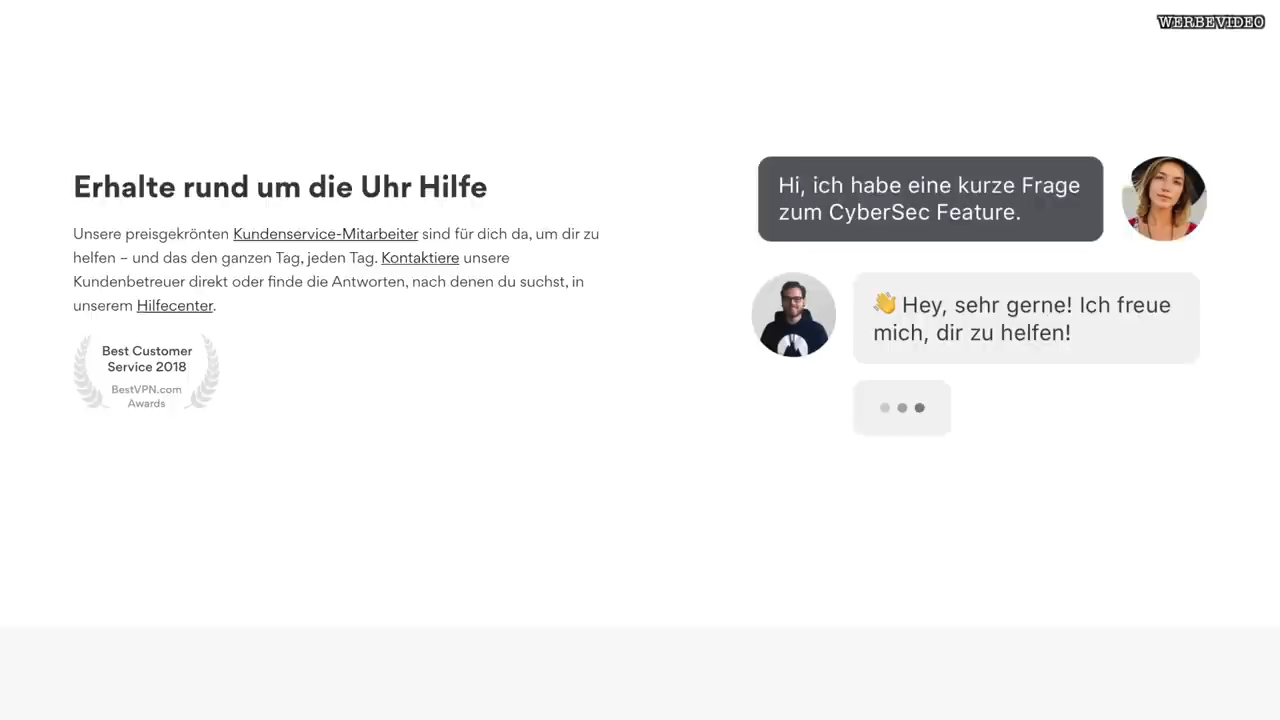 WERBEVIDEO
Erhalte rund um die Uhr Hilfe
Unsere preisgekrönten Kundenservice-Mitarbeiter sind für dich da, um dir zu
helfen – und das den ganzen Tag, jeden Tag. Kontaktiere unsere
Kundenbetreuer direkt oder finde die Antworten, nach denen du suchst, in
unserem Hilfecenter.
Best Customer
Service 2018
BestVPN.com
Awards
Hi, ich habe eine kurze Frage
zum CyberSec Feature.
👋 Hey, sehr gerne! Ich freue
mich, dir zu helfen!